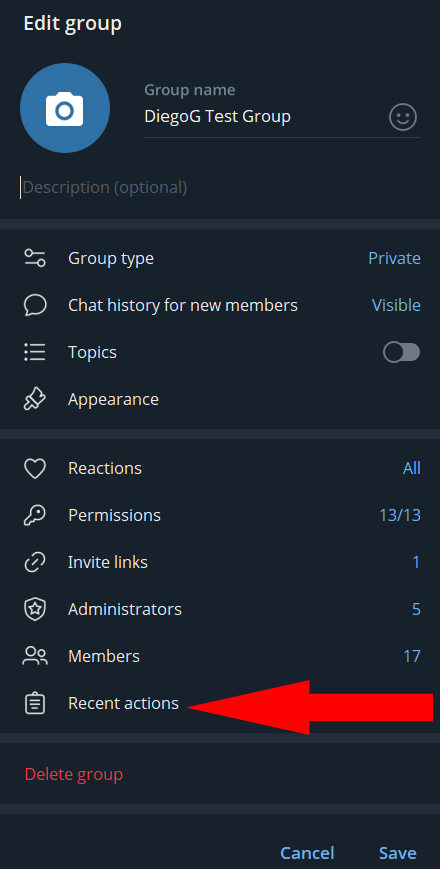 Edit group
Group name
DiegoG Test Group
Description (optional)
Group type Private
Chat history for new members Visible
Topics
Appearance
Reactions All
Permissions 13/13
Invite links 1
Administrators 5
Members 17
Recent actions
Delete group
Cancel Save